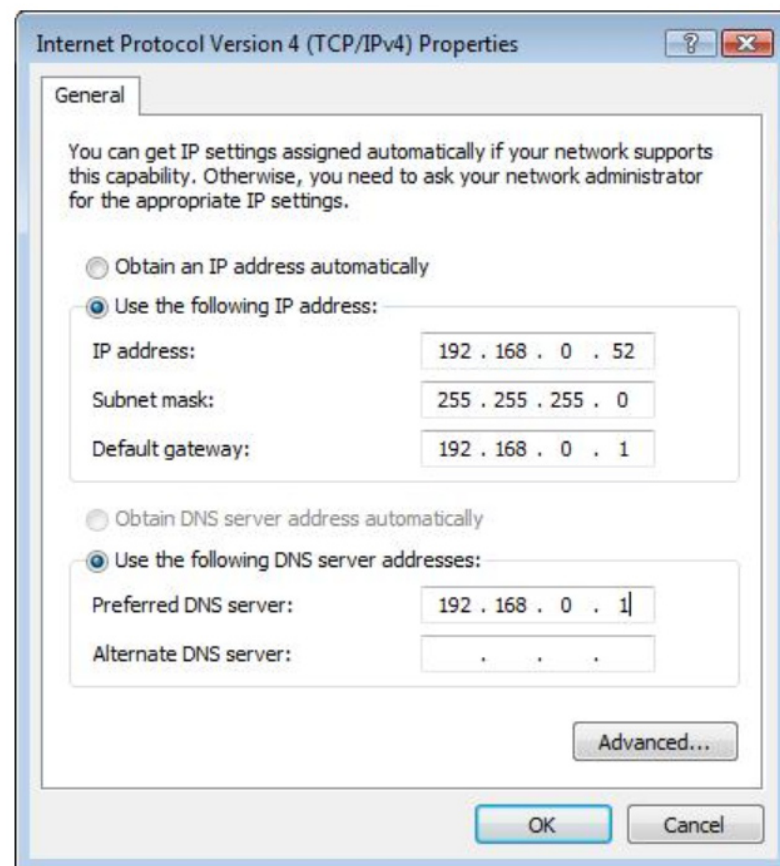 Internet Protocol Version 4 (TCP/IPv4) Properties
General
You can get IP settings assigned automatically if your network supports
this capability. Otherwise, you need to ask your network administrator
for the appropriate IP settings.
Obtain an IP address automatically
Use the following IP address:
IP address: 192 . 168 . 0 . 52
Subnet mask: 255 . 255 . 255 . 0
Default gateway: 192 . 168 . 0 . 1
Obtain DNS server address automatically
Use the following DNS server addresses:
Preferred DNS server: 192 . 168 . 0 . 1
Alternate DNS server: . . .
Advanced...
OK Cancel